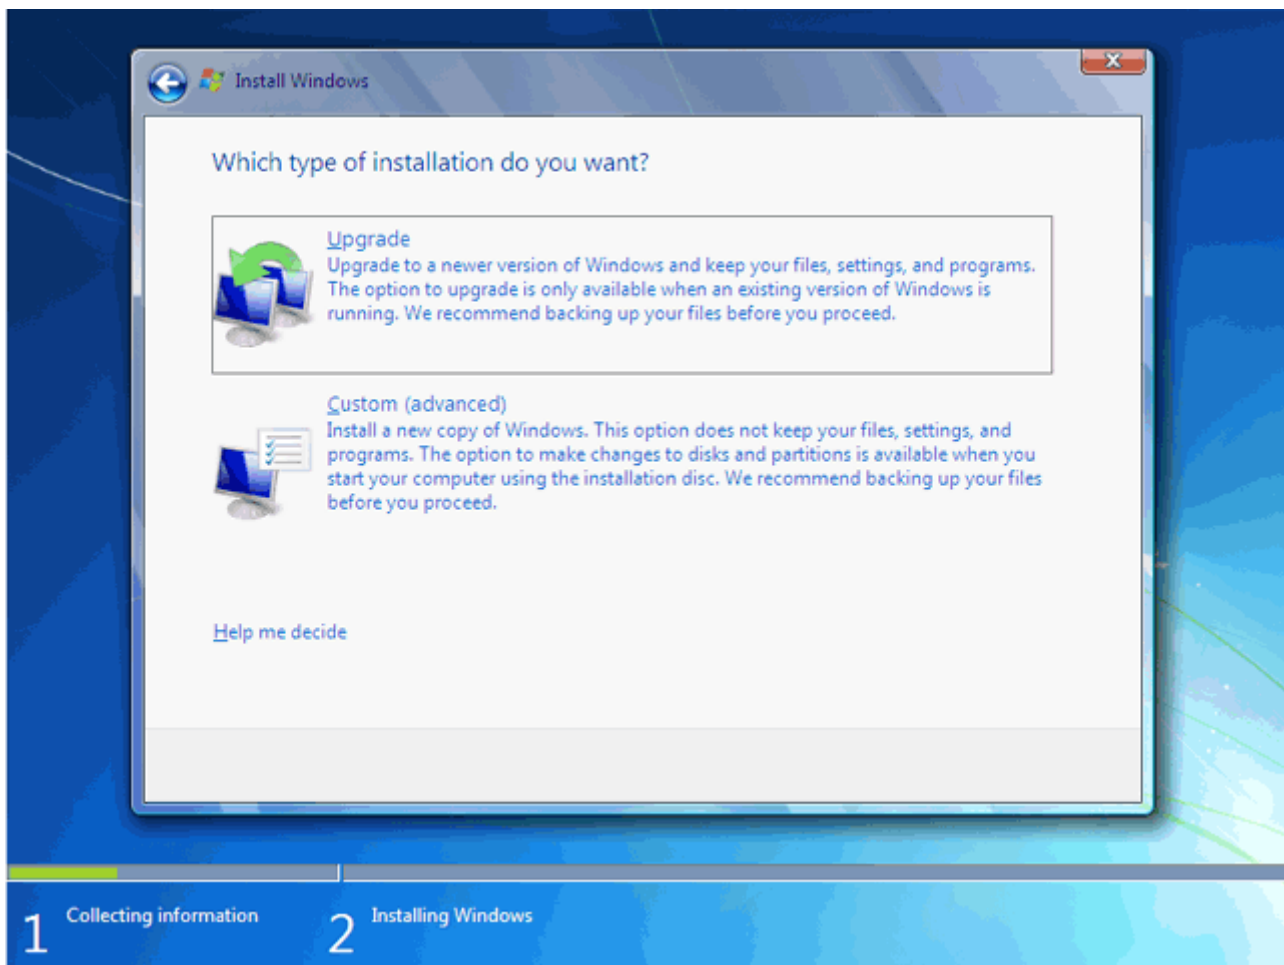 Install Windows
Which type of installation do you want?
Upgrade
Upgrade to a newer version of Windows and keep your files, settings, and programs.
The option to upgrade is only available when an existing version of Windows is
running. We recommend backing up your files before you proceed.
Custom (advanced)
Install a new copy of Windows. This option does not keep your files, settings, and
programs. The option to make changes to disks and partitions is available when you
start your computer using the installation disc. We recommend backing up your files
before you proceed.
Help me decide
1 Collecting information
2 Installing Windows